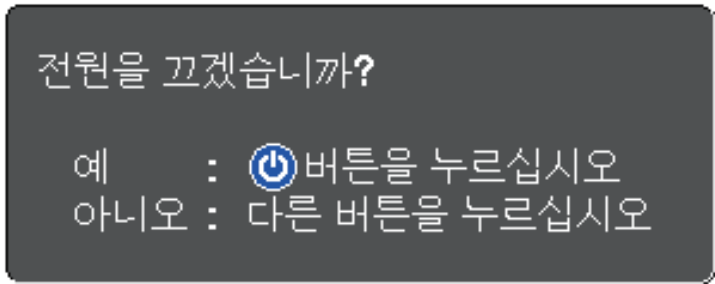 전원을 끄겠습니까?
예 : 버튼을 누르십시오
아니오 : 다른 버튼을 누르십시오